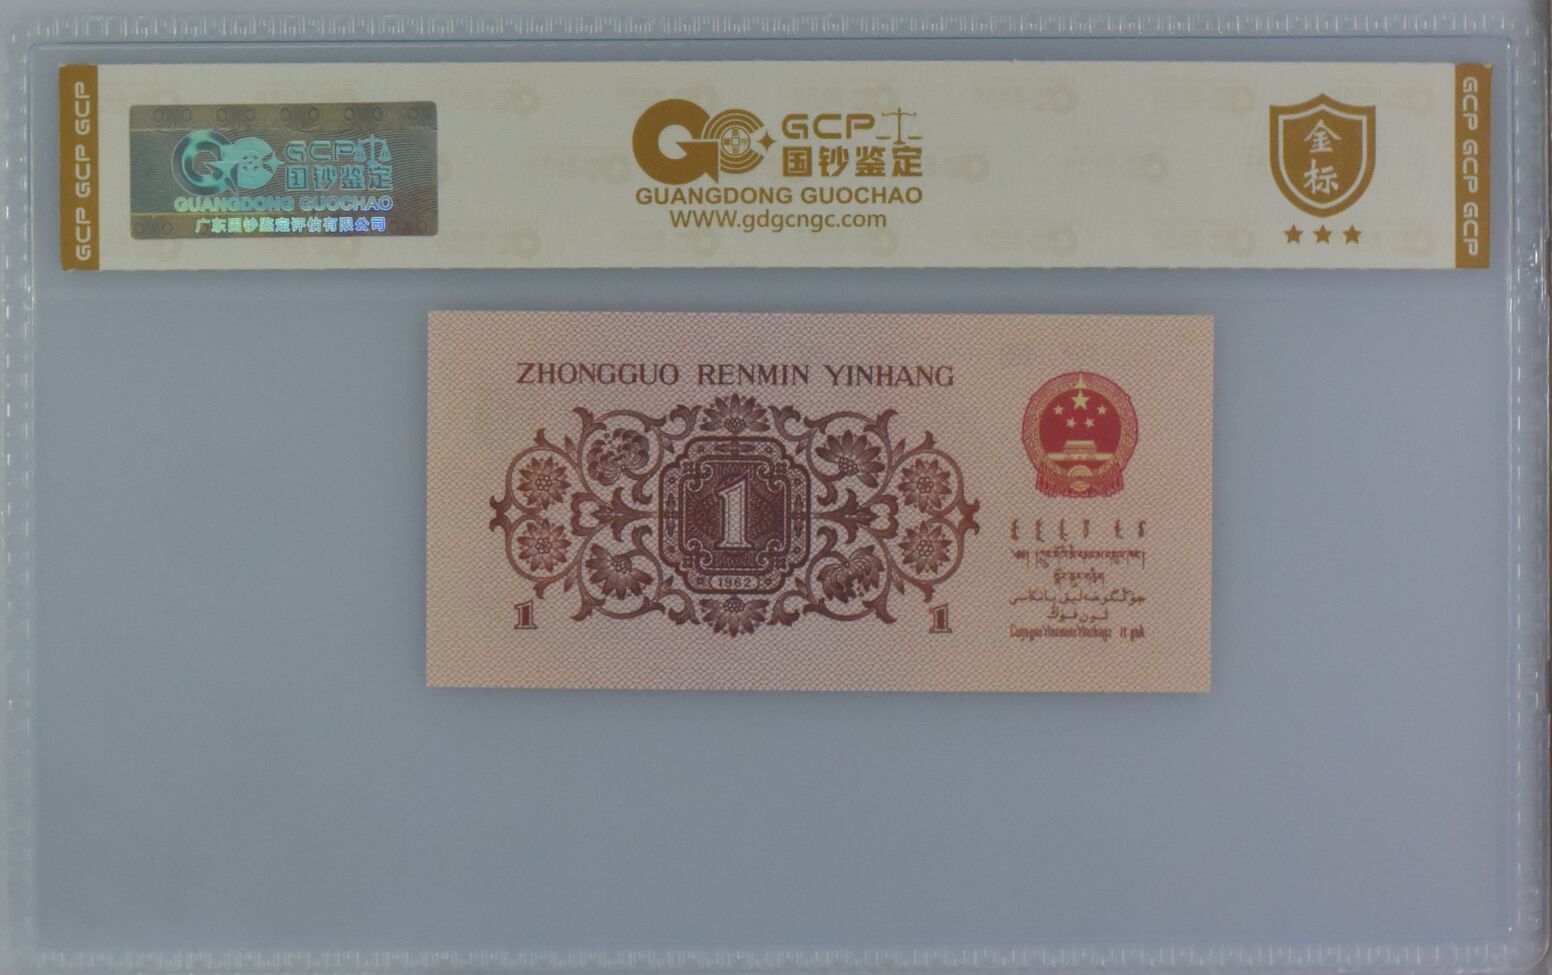 GCP GCP GCP
GCP
国钞鉴定
GUANGDONG GUOCHAO
广东国钞鉴定评估有限公司
GCP
国钞鉴定
GUANGDONG GUOCHAO
WWW.gdgcngc.com
金标
GCP GCP GCP
ZHONGGUO RENMIN YINHANG
1
1962
1
1